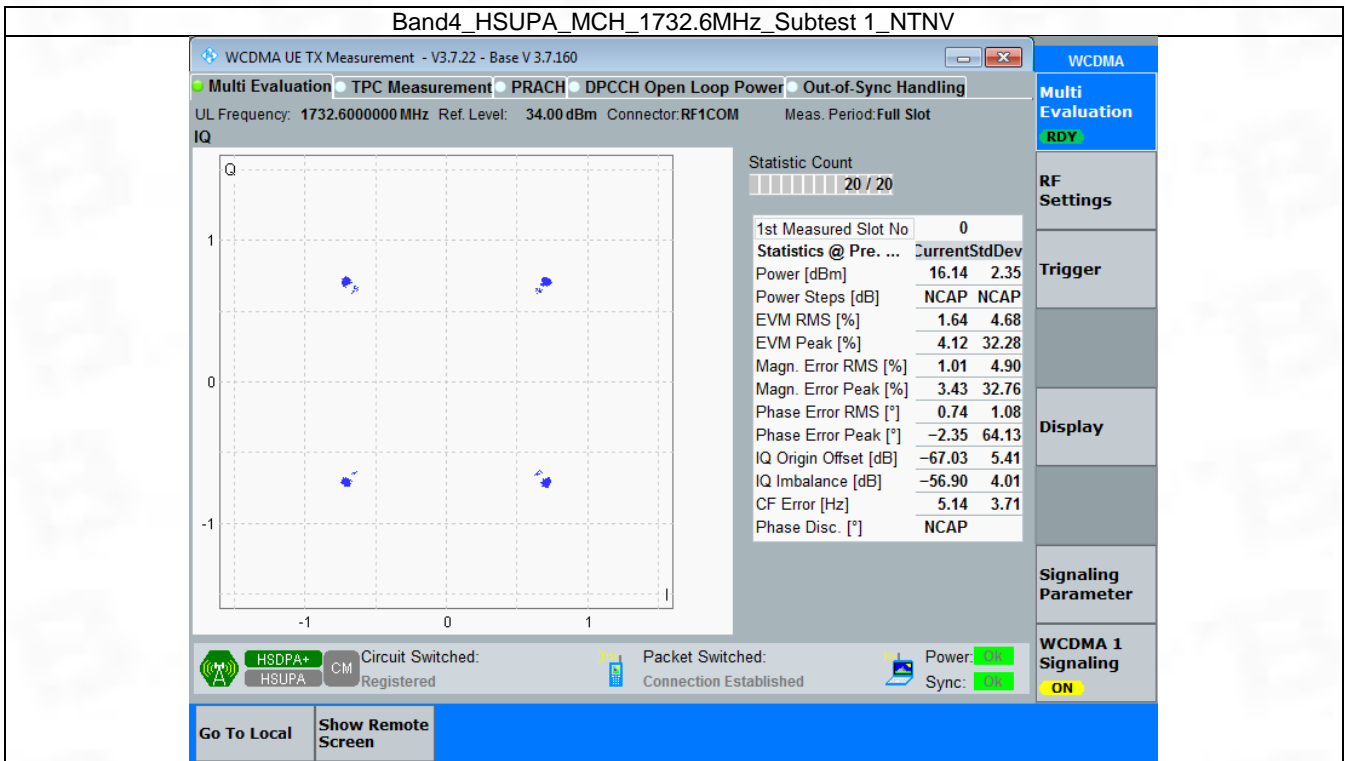 Band4_HSUPA_MCH_1732.6MHz_Subtest 1_NTNV
WCDMA UE TX Measurement - V3.7.22 - Base V 3.7.160
WCDMA
Multi Evaluation TPC Measurement PRACH DPCCH Open Loop Power Out-of-Sync Handling
UL Frequency: 1732.6000000 MHz Ref. Level: 34.00 dBm Connector: RF1COM Meas. Period: Full Slot
IQ
Multi
Evaluation
RDY
Q
1
0
-1
-1 0 1
I
Statistic Count
20 / 20
1st Measured Slot No 0
Statistics @ Pre. ... Current StdDev
Power [dBm] 16.14 2.35
Power Steps [dB] NCAP NCAP
EVM RMS [%] 1.64 4.68
EVM Peak [%] 4.12 32.28
Magn. Error RMS [%] 1.01 4.90
Magn. Error Peak [%] 3.43 32.76
Phase Error RMS [°] 0.74 1.08
Phase Error Peak [°] −2.35 64.13
IQ Origin Offset [dB] −67.03 5.41
IQ Imbalance [dB] −56.90 4.01
CF Error [Hz] 5.14 3.71
Phase Disc. [°] NCAP
RF
Settings
Trigger
Display
Signaling
Parameter
WCDMA 1
Signaling
ON
HSDPA+
HSUPA
CM
Circuit Switched:
Registered
Packet Switched:
Connection Established
Power: Ok
Sync: Ok
Go To Local
Show Remote
Screen